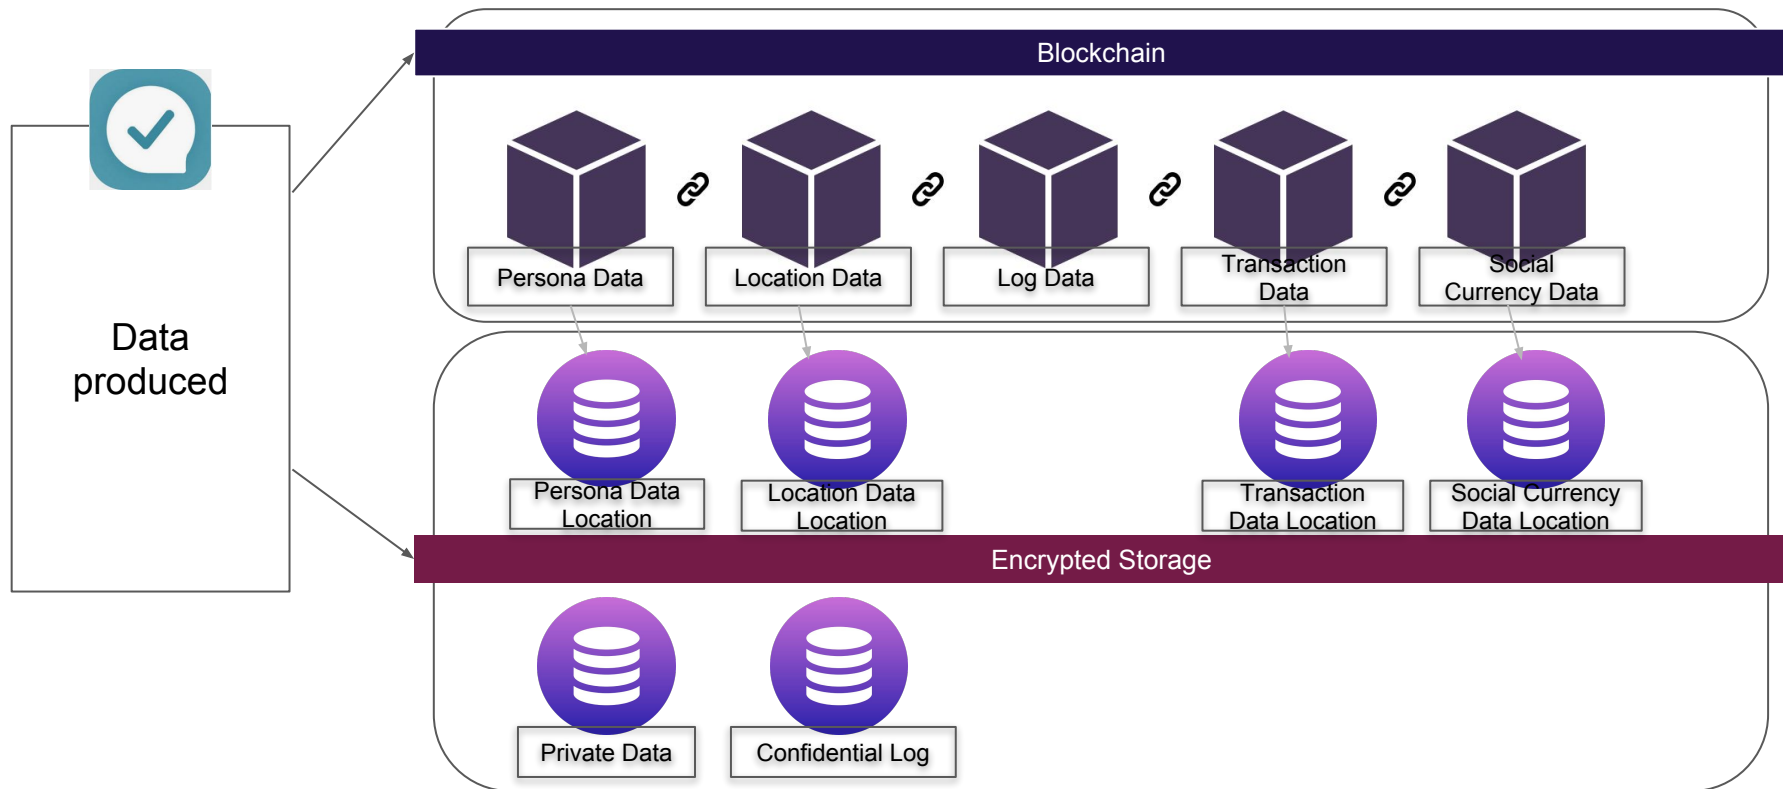 Blockchain
Data
produced
Persona Data
Location Data
Log Data
Transaction
Data
Social
Currency Data
Persona Data
Location
Location Data
Location
Transaction
Data Location
Social Currency
Data Location
Encrypted Storage
Private Data
Confidential Log